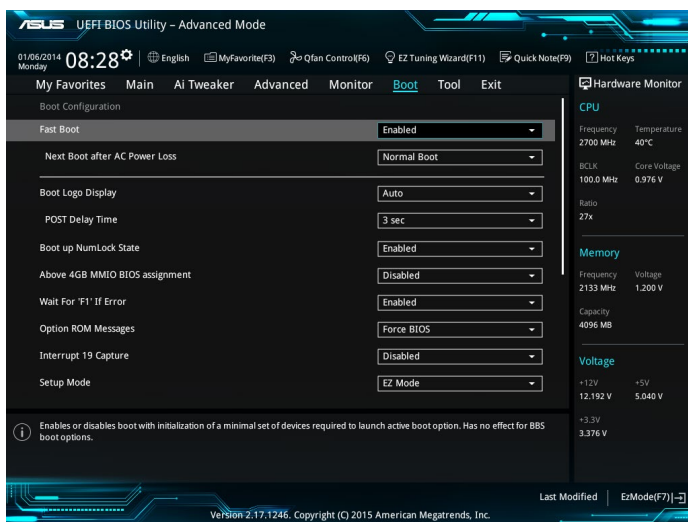 ASUS UEFI BIOS Utility – Advanced Mode
01/06/2014 Monday 08:28 English MyFavorite(F3) Qfan Control(F6) EZ Tuning Wizard(F11) Quick Note(F9) ? Hot Keys
My Favorites Main Ai Tweaker Advanced Monitor Boot Tool Exit
Boot Configuration
Fast Boot Enabled
Next Boot after AC Power Loss Normal Boot
Boot Logo Display Auto
POST Delay Time 3 sec
Boot up NumLock State Enabled
Above 4GB MMIO BIOS assignment Disabled
Wait For 'F1' If Error Enabled
Option ROM Messages Force BIOS
Interrupt 19 Capture Disabled
Setup Mode EZ Mode
i Enables or disables boot with initialization of a minimal set of devices required to launch active boot option. Has no effect for BBS
boot options.
Hardware Monitor
CPU
Frequency Temperature
2700 MHz 40°C
BCLK Core Voltage
100.0 MHz 0.976 V
Ratio
27x
Memory
Frequency Voltage
2133 MHz 1.200 V
Capacity
4096 MB
Voltage
+12V +5V
12.192 V 5.040 V
+3.3V
3.376 V
Last Modified EzMode(F7)
Version 2.17.1246. Copyright (C) 2015 American Megatrends, Inc.